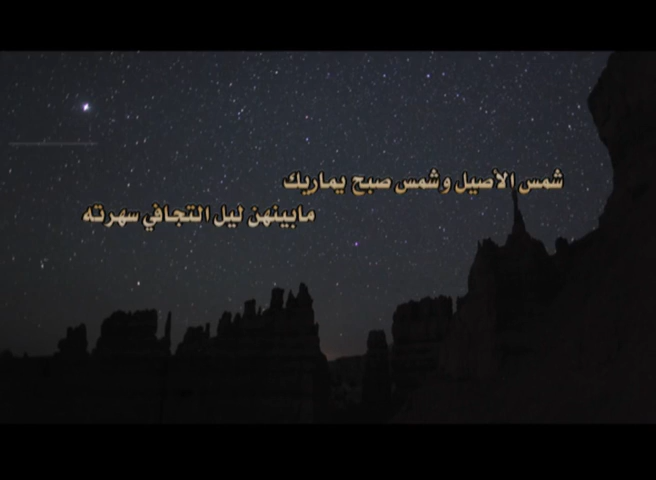 شمس الأصيل وشمس صبح يماريك
مابينهن ليل التجافي سهرته